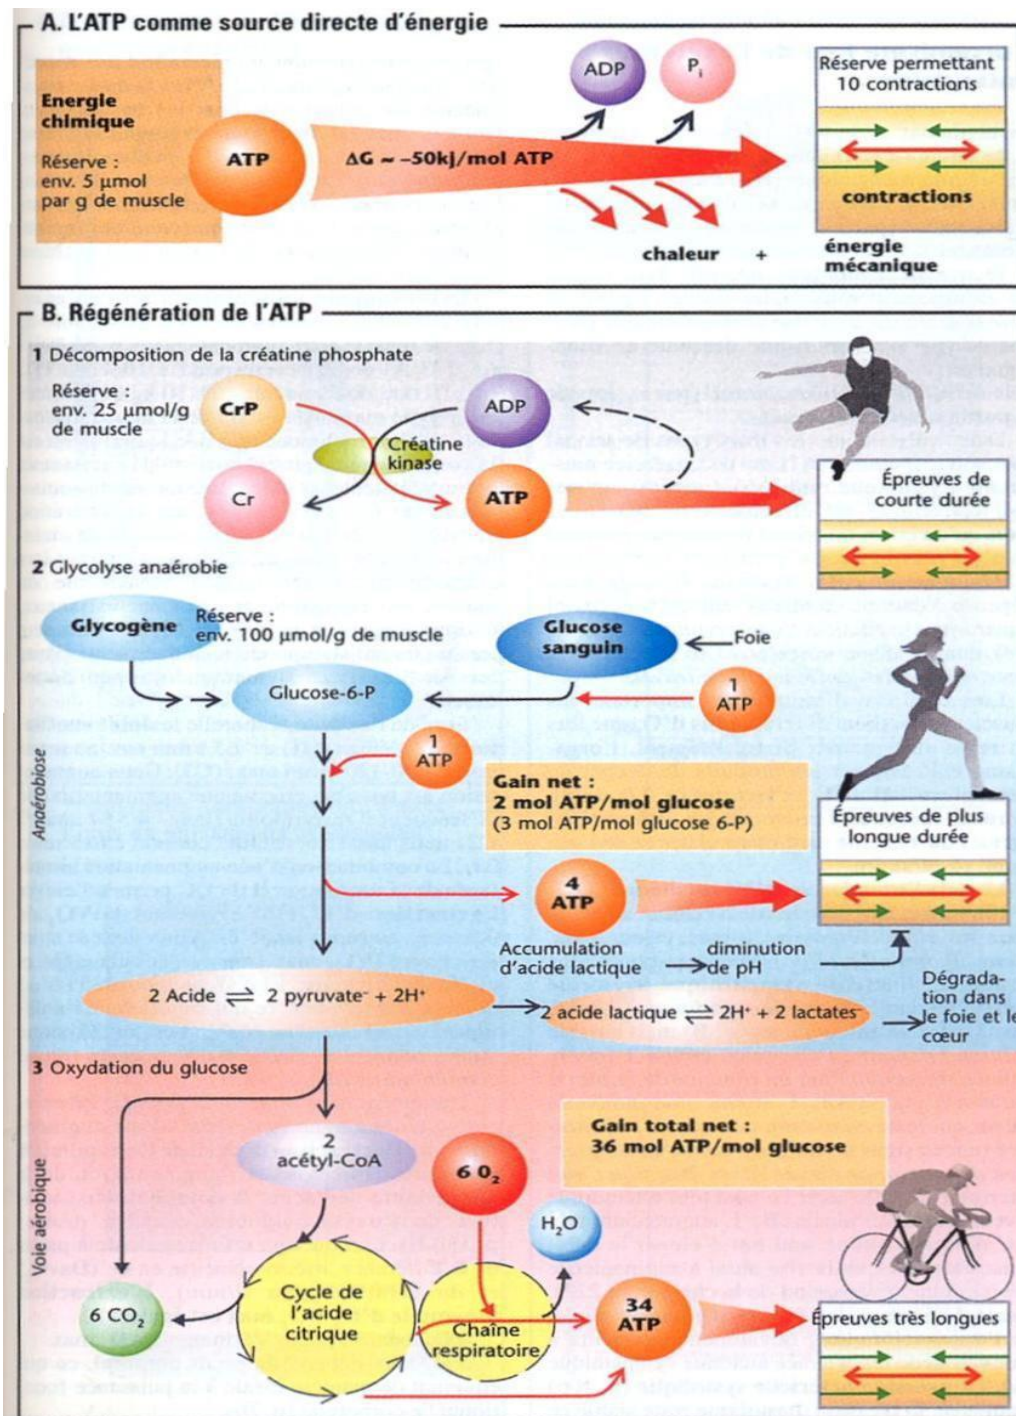 A. L'ATP comme source directe d'énergie
Energie
chimique
Réserve :
env. 5 µmol
par g de muscle
ATP
ΔG ~ –50kj/mol ATP
ADP
Pi
chaleur +
Réserve permettant
10 contractions
contractions
énergie
mécanique
B. Régénération de l'ATP
1 Décomposition de la créatine phosphate
Réserve :
env. 25 µmol/g
de muscle
CrP
ADP
Créatine
kinase
Cr
ATP
Épreuves de
courte durée
2 Glycolyse anaérobie
Glycogène
Réserve :
env. 100 µmol/g de muscle
Glucose
sanguin
Foie
Glucose-6-P
1
ATP
1
ATP
Anaérobiose
Gain net :
2 mol ATP/mol glucose
(3 mol ATP/mol glucose 6-P)
Épreuves de plus
longue durée
4
ATP
Accumulation
d'acide lactique
diminution
de pH
2 Acide ⇌ 2 pyruvate⁻ + 2H⁺
2 acide lactique ⇌ 2H⁺ + 2 lactates⁻
Dégrada-
tion dans
le foie et le
cœur
3 Oxydation du glucose
Voie aérobique
2
acétyl-CoA
6 O₂
Gain total net :
36 mol ATP/mol glucose
H₂O
6 CO₂
Cycle de
l'acide
citrique
Chaîne
respiratoire
34
ATP
Épreuves très longues